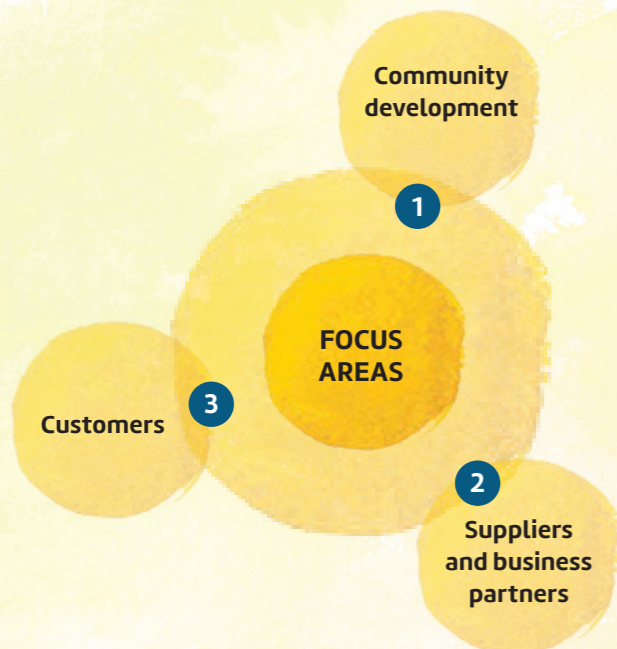 Community
development
1
FOCUS
AREAS
3
Customers
2
Suppliers
and business
partners